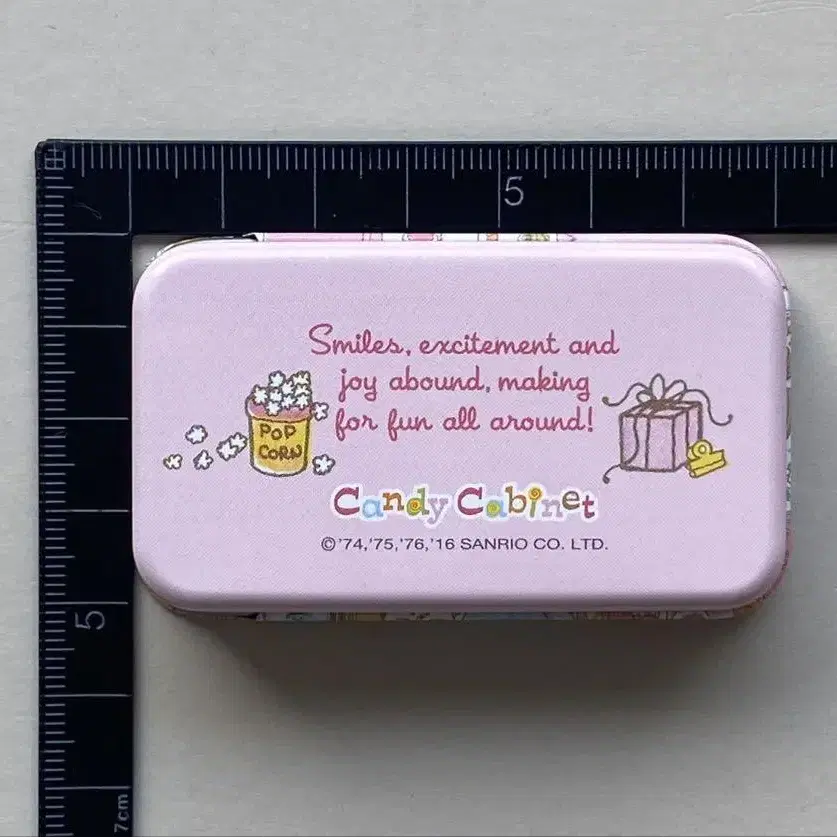 5
Smiles, excitement and
joy abound, making
for fun all around!
POP
CORN
Candy Cabinet
©'74,'75,'76,'16 SANRIO CO. LTD.
5
7cm